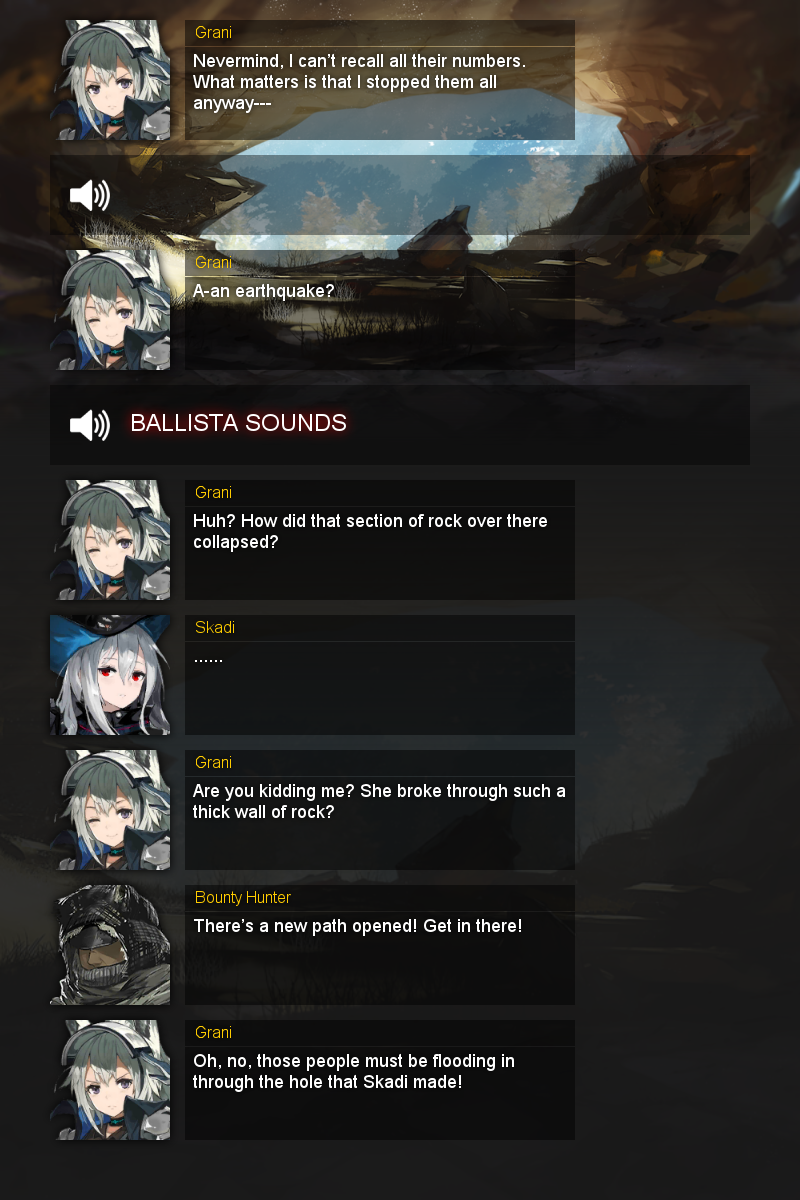 Grani
Nevermind, I can't recall all their numbers.
What matters is that I stopped them all
anyway---
Grani
A-an earthquake?
BALLISTA SOUNDS
Grani
Huh? How did that section of rock over there
collapsed?
Skadi
......
Grani
Are you kidding me? She broke through such a
thick wall of rock?
Bounty Hunter
There's a new path opened! Get in there!
Grani
Oh, no, those people must be flooding in
through the hole that Skadi made!